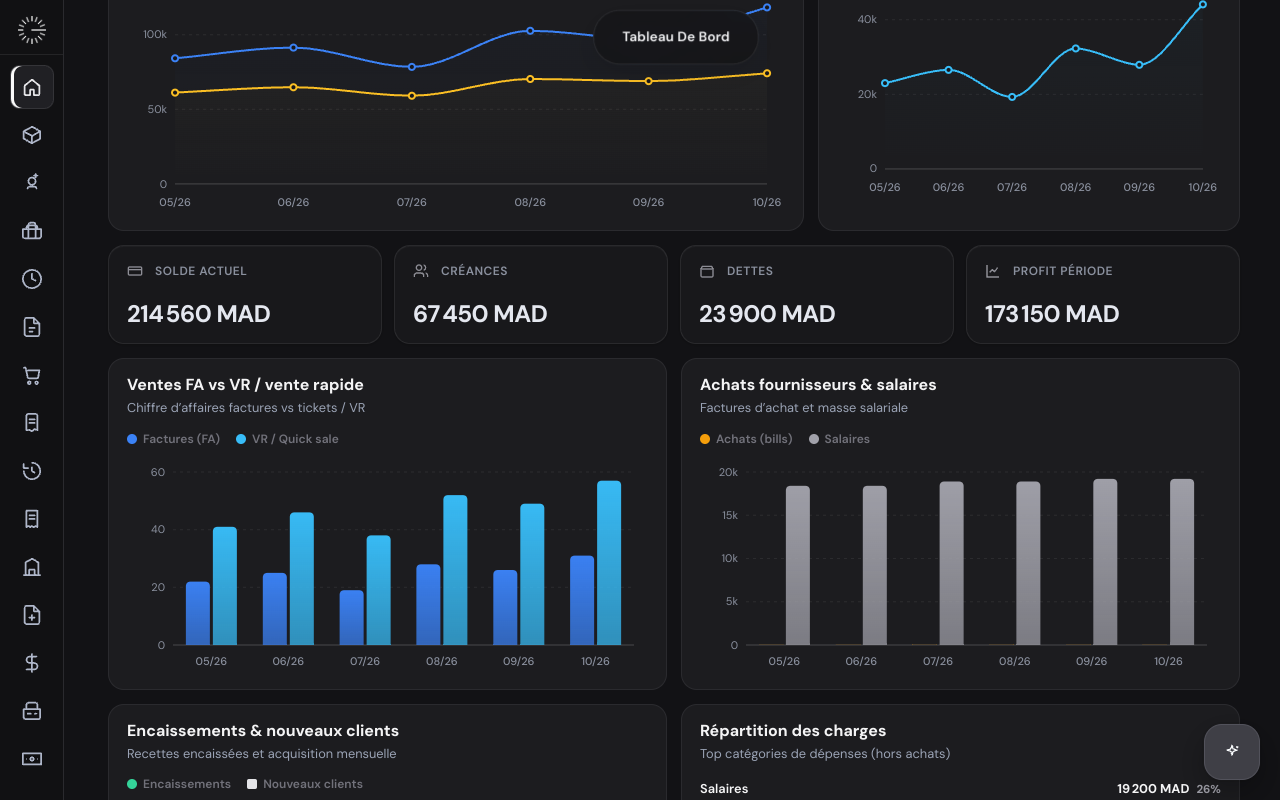 Tableau De Bord
100k
50k
0
05/26 06/26 07/26 08/26 09/26 10/26
40k
20k
0
05/26 06/26 07/26 08/26 09/26 10/26
SOLDE ACTUEL
214 560 MAD
CRÉANCES
67 450 MAD
DETTES
23 900 MAD
PROFIT PÉRIODE
173 150 MAD
Ventes FA vs VR / vente rapide
Chiffre d’affaires factures vs tickets / VR
Factures (FA) VR / Quick sale
60
40
20
0
05/26 06/26 07/26 08/26 09/26 10/26
Achats fournisseurs & salaires
Factures d’achat et masse salariale
Achats (bills) Salaires
20k
15k
10k
5k
0
05/26 06/26 07/26 08/26 09/26 10/26
Encaissements & nouveaux clients
Recettes encaissées et acquisition mensuelle
Encaissements Nouveaux clients
Répartition des charges
Top catégories de dépenses (hors achats)
Salaires 19 200 MAD 26%